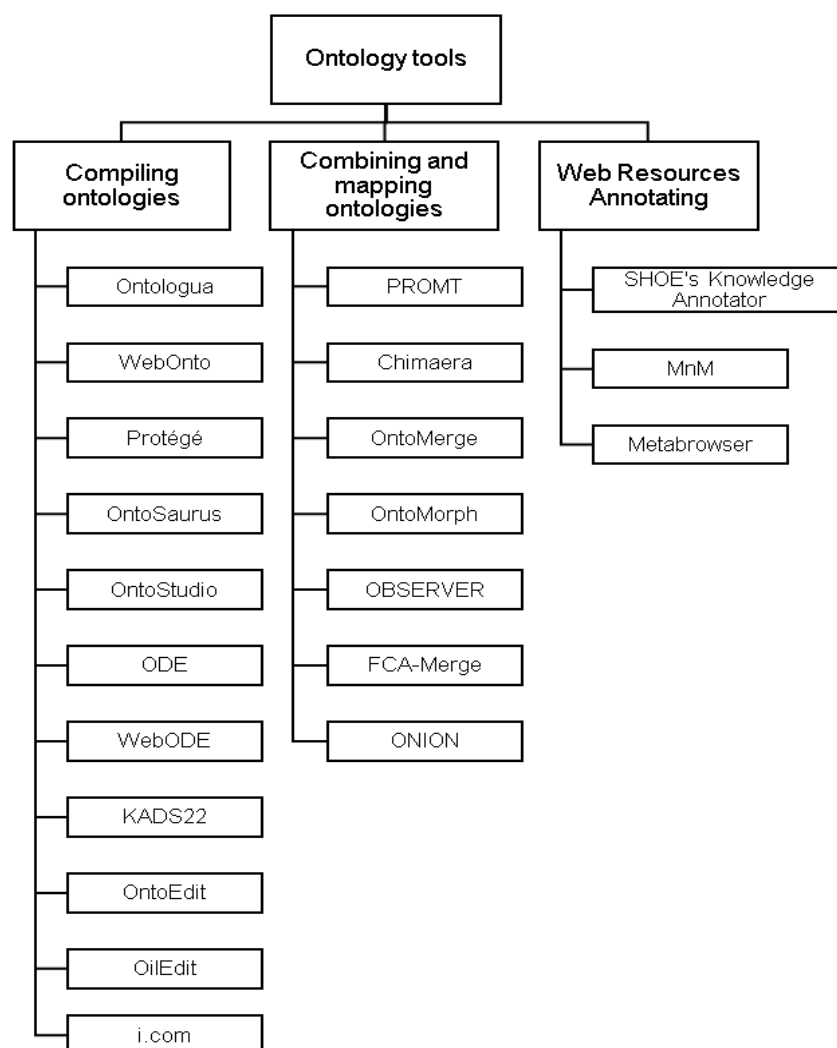 Ontology tools
Compiling
ontologies
Combining and
mapping
ontologies
Web Resources
Annotating
Ontologua
WebOnto
Protégé
OntoSaurus
OntoStudio
ODE
WebODE
KADS22
OntoEdit
OilEdit
i.com
PROMT
Chimaera
OntoMerge
OntoMorph
OBSERVER
FCA-Merge
ONION
SHOE's Knowledge
Annotator
MnM
Metabrowser